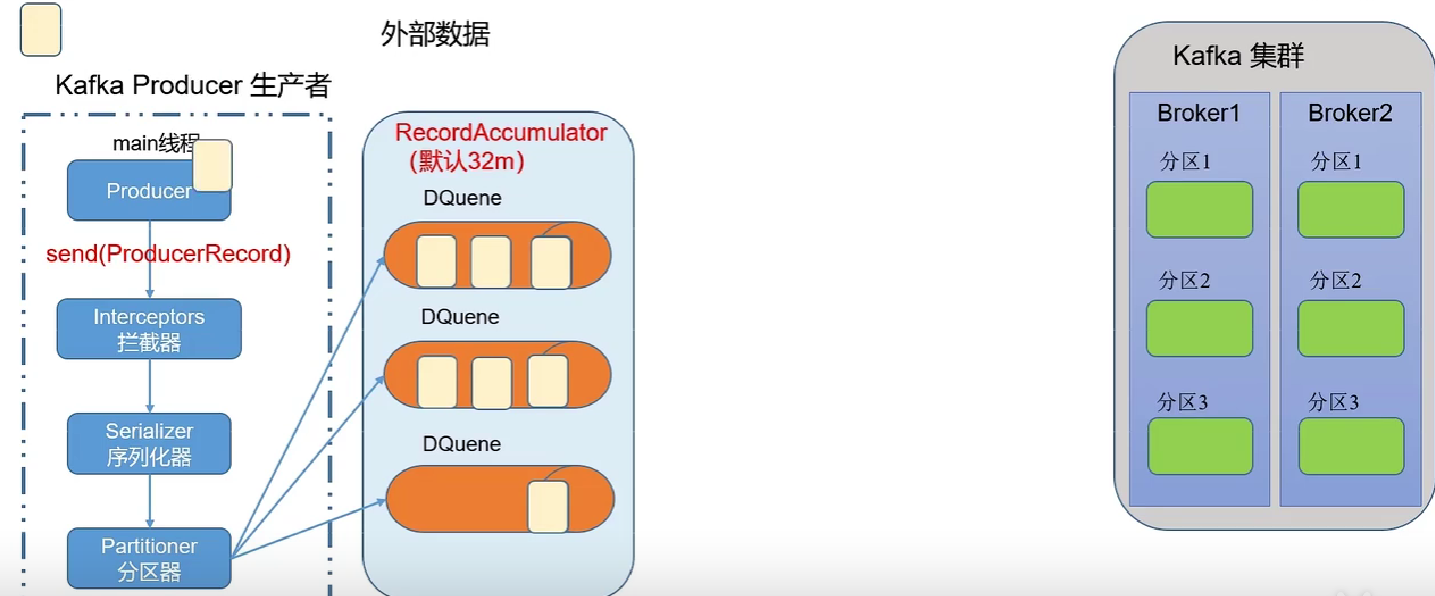 外部数据
Kafka Producer 生产者
main线程
Producer
send(ProducerRecord)
Interceptors
拦截器
Serializer
序列化器
Partitioner
分区器
RecordAccumulator
(默认32m)
DQuene
DQuene
DQuene
Kafka 集群
Broker1
分区1
分区2
分区3
Broker2
分区1
分区2
分区3